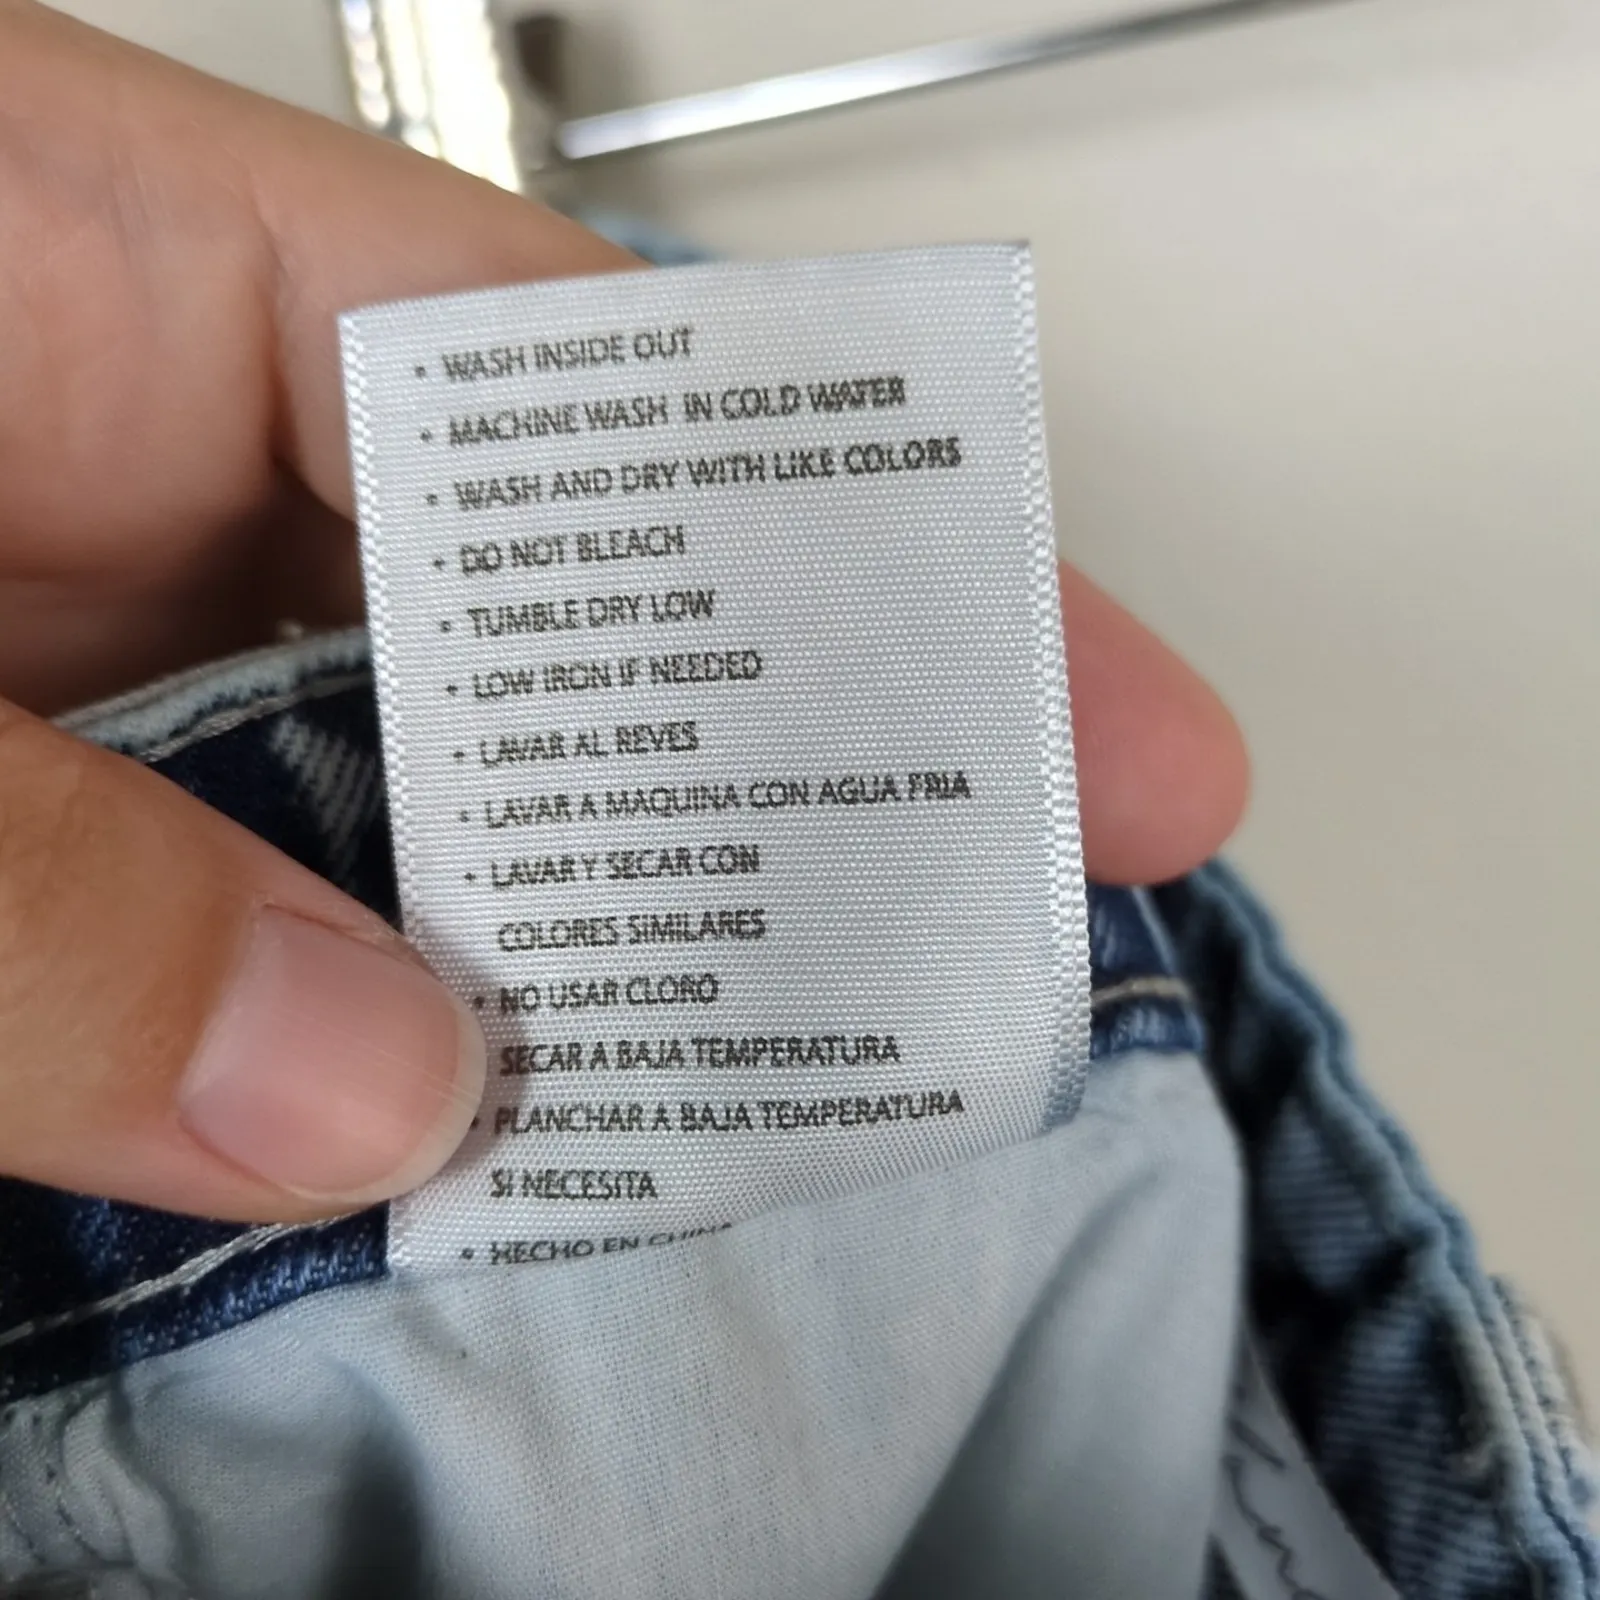 • WASH INSIDE OUT
• MACHINE WASH IN COLD WATER
• WASH AND DRY WITH LIKE COLORS
• DO NOT BLEACH
• TUMBLE DRY LOW
• LOW IRON IF NEEDED
• LAVAR AL REVES
• LAVAR A MAQUINA CON AGUA FRIA
• LAVAR Y SECAR CON
COLORES SIMILARES
• NO USAR CLORO
SECAR A BAJA TEMPERATURA
• PLANCHAR A BAJA TEMPERATURA
SI NECESITA
• HECHO EN CHINA